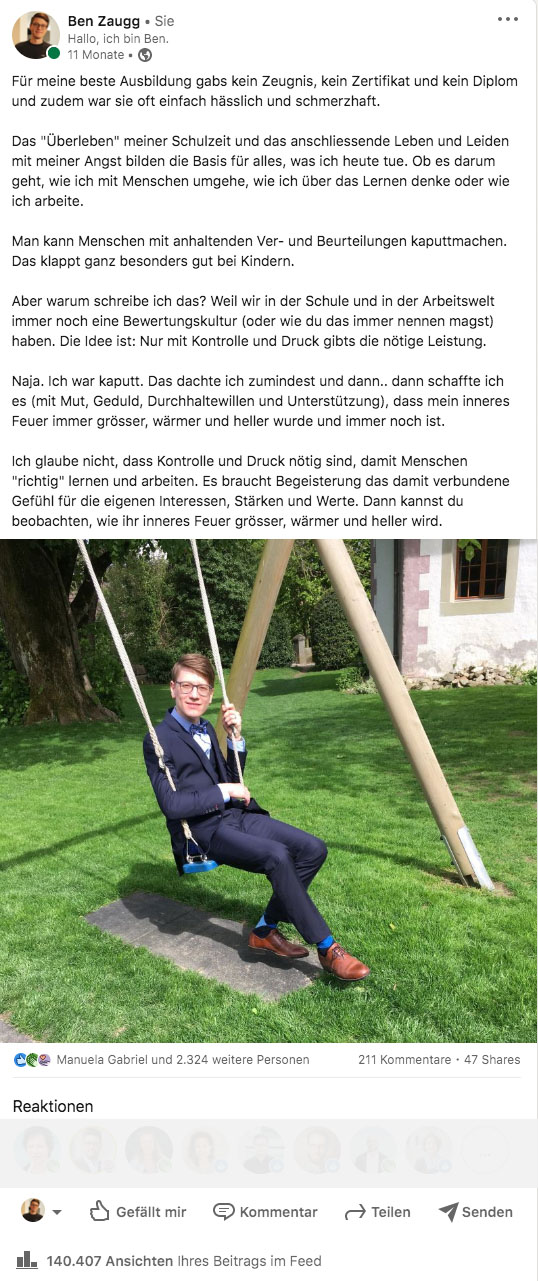 Ben Zaugg • Sie
Hallo, ich bin Ben.
11 Monate •
Für meine beste Ausbildung gabs kein Zeugnis, kein Zertifikat und kein Diplom
und zudem war sie oft einfach hässlich und schmerzhaft.
Das "Überleben" meiner Schulzeit und das anschliessende Leben und Leiden
mit meiner Angst bilden die Basis für alles, was ich heute tue. Ob es darum
geht, wie ich mit Menschen umgehe, wie ich über das Lernen denke oder wie
ich arbeite.
Man kann Menschen mit anhaltenden Ver- und Beurteilungen kaputtmachen.
Das klappt ganz besonders gut bei Kindern.
Aber warum schreibe ich das? Weil wir in der Schule und in der Arbeitswelt
immer noch eine Bewertungskultur (oder wie du das immer nennen magst)
haben. Die Idee ist: Nur mit Kontrolle und Druck gibts die nötige Leistung.
Naja. Ich war kaputt. Das dachte ich zumindest und dann.. dann schaffte ich
es (mit Mut, Geduld, Durchhaltewillen und Unterstützung), dass mein inneres
Feuer immer grösser, wärmer und heller wurde und immer noch ist.
Ich glaube nicht, dass Kontrolle und Druck nötig sind, damit Menschen
"richtig" lernen und arbeiten. Es braucht Begeisterung das damit verbundene
Gefühl für die eigenen Interessen, Stärken und Werte. Dann kannst du
beobachten, wie ihr inneres Feuer grösser, wärmer und heller wird.
Manuela Gabriel und 2.324 weitere Personen
211 Kommentare • 47 Shares
Reaktionen
Gefällt mir
Kommentar
Teilen
Senden
140.407 Ansichten Ihres Beitrags im Feed